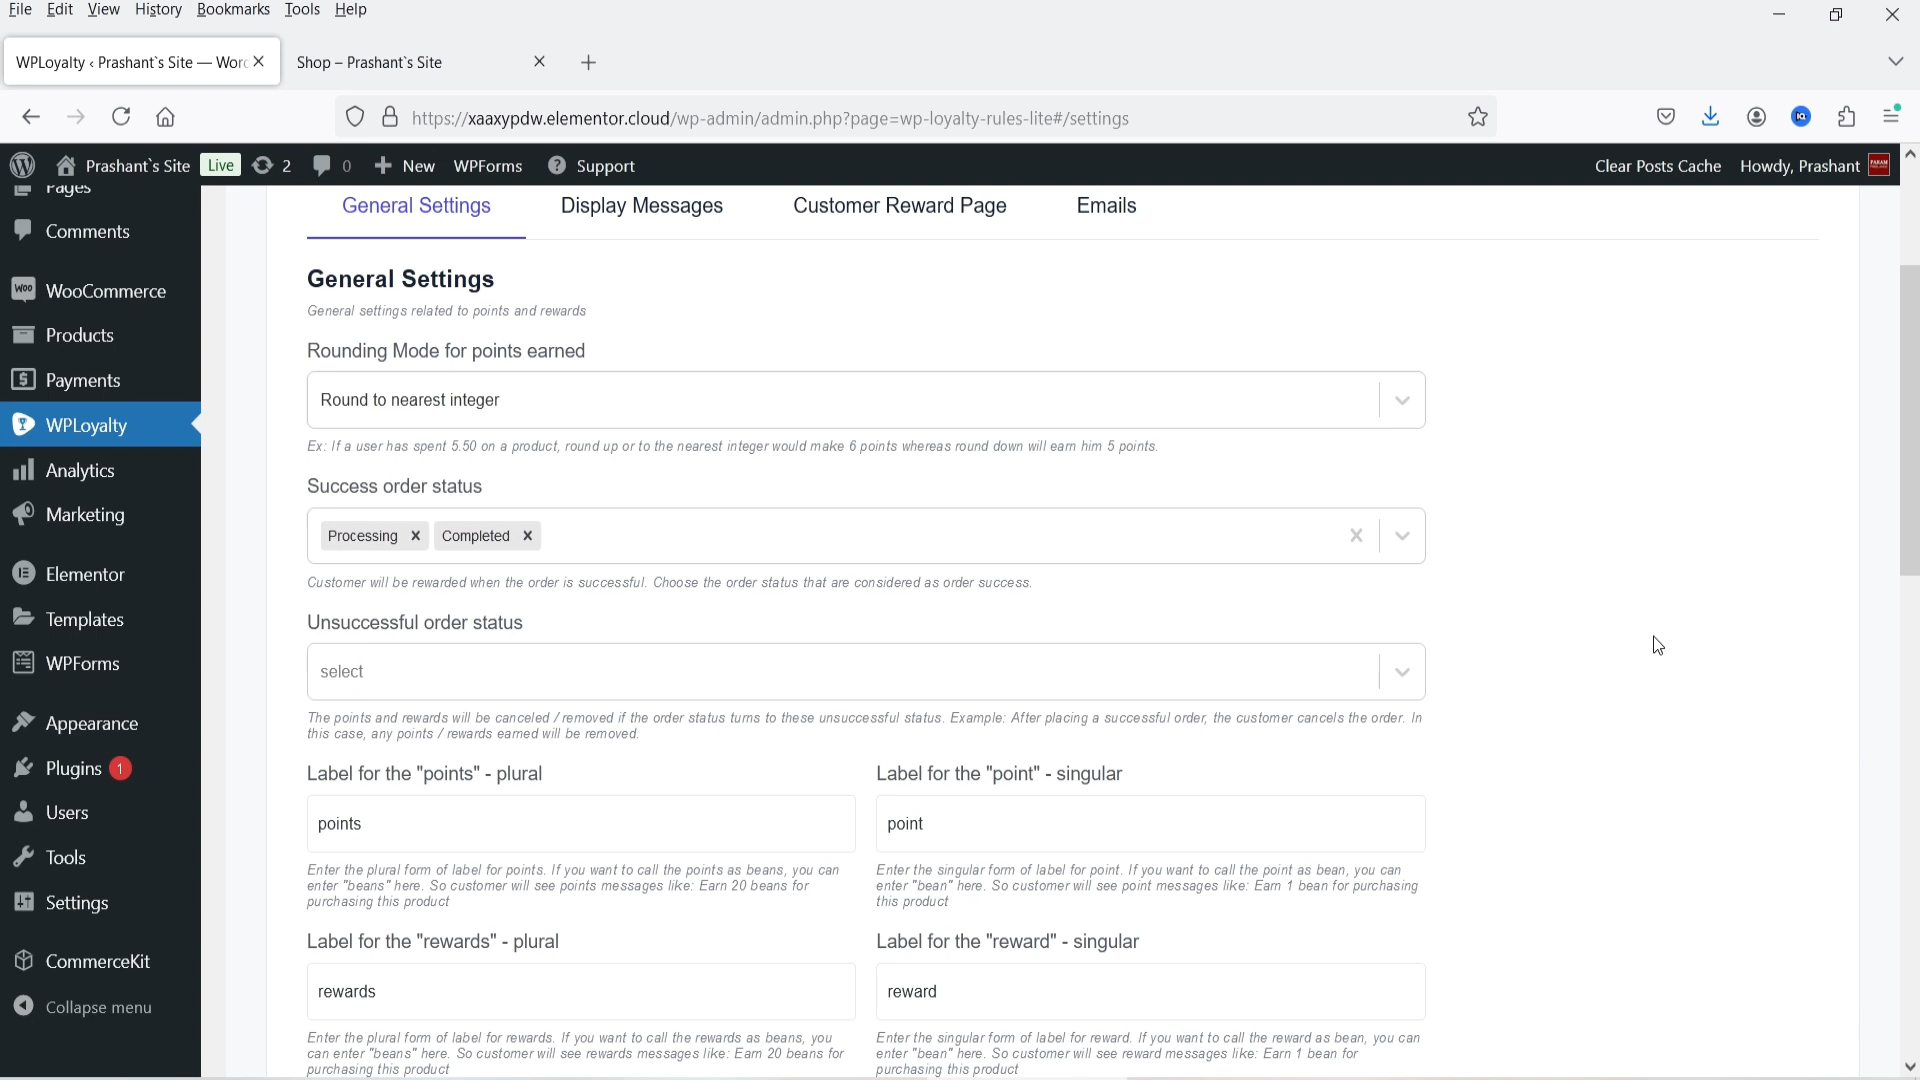 File Edit View History Bookmarks Tools Help
WPLoyalty ‹ Prashant`s Site — Word
Shop – Prashant`s Site
https://xaaxypdw.elementor.cloud/wp-admin/admin.php?page=wp-loyalty-rules-lite#/settings
Prashant`s Site Live 2 0 New WPForms Support Clear Posts Cache Howdy, Prashant
Pages
Comments
WooCommerce
Products
Payments
WPLoyalty
Analytics
Marketing
Elementor
Templates
WPForms
Appearance
Plugins 1
Users
Tools
Settings
CommerceKit
Collapse menu
General Settings Display Messages Customer Reward Page Emails
General Settings
General settings related to points and rewards
Rounding Mode for points earned
Round to nearest integer
Ex: If a user has spent 5.50 on a product, round up or to the nearest integer would make 6 points whereas round down will earn him 5 points.
Success order status
Processing Completed
Customer will be rewarded when the order is successful. Choose the order status that are considered as order success.
Unsuccessful order status
select
The points and rewards will be canceled / removed if the order status turns to these unsuccessful status. Example: After placing a successful order, the customer cancels the order. In
this case, any points / rewards earned will be removed.
Label for the "points" - plural
points
Enter the plural form of label for points. If you want to call the points as beans, you can
enter "beans" here. So customer will see points messages like: Earn 20 beans for
purchasing this product
Label for the "point" - singular
point
Enter the singular form of label for point. If you want to call the point as bean, you can
enter "bean" here. So customer will see point messages like: Earn 1 bean for purchasing
this product
Label for the "rewards" - plural
rewards
Enter the plural form of label for rewards. If you want to call the rewards as beans, you
can enter "beans" here. So customer will see rewards messages like: Earn 20 beans for
purchasing this product
Label for the "reward" - singular
reward
Enter the singular form of label for reward. If you want to call the reward as bean, you can
enter "bean" here. So customer will see reward messages like: Earn 1 bean for
purchasing this product